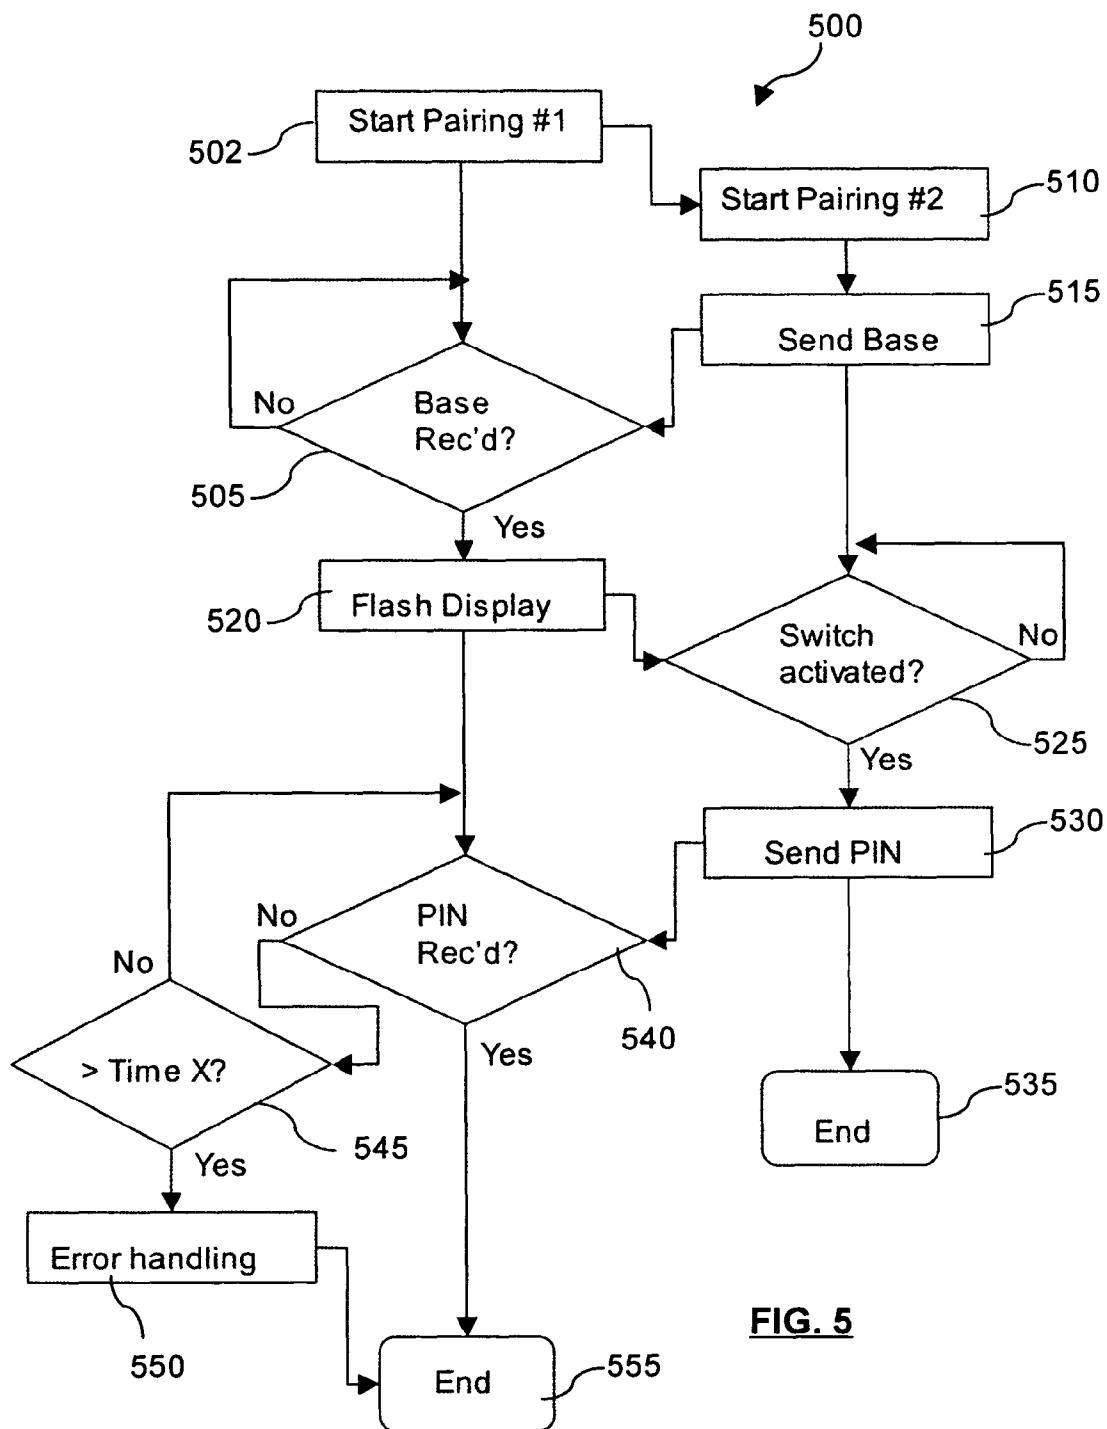 500
Start Pairing #1
502
Start Pairing #2
510
515
Send Base
No
Base
Rec'd?
505
Yes
520
Flash Display
Switch
activated?
No
525
Yes
530
Send PIN
No
PIN
Rec'd?
No
540
> Time X?
Yes
535
End
545
Yes
Error handling
550
FIG. 5
End
555